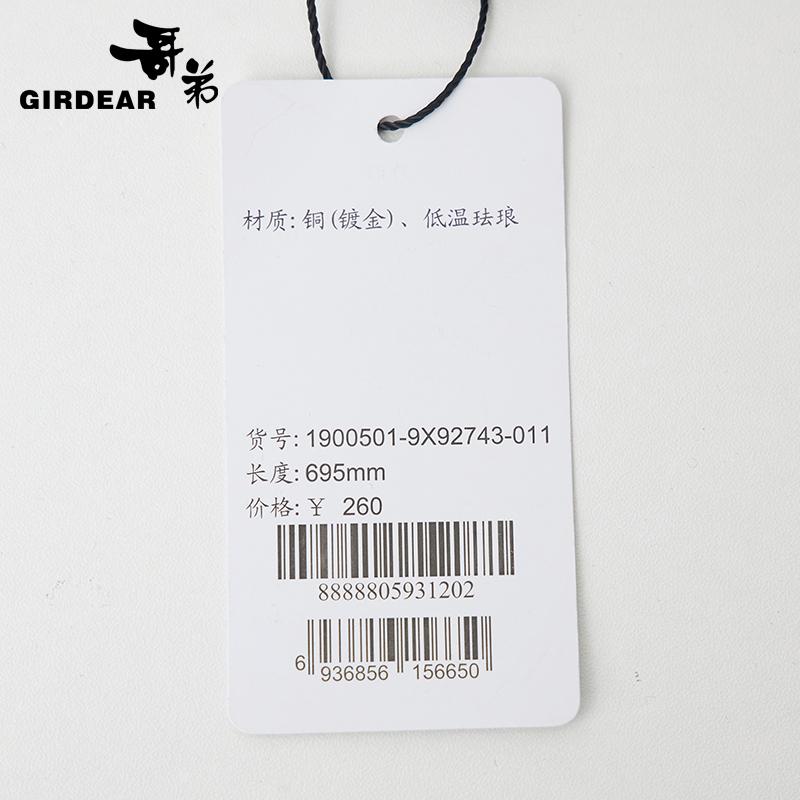 哥弟
GIRDEAR
材质: 铜(镀金)、低温珐琅
货号: 1900501-9X92743-011
长度: 695mm
价格: ¥ 260
8888805931202
6 936856 156650